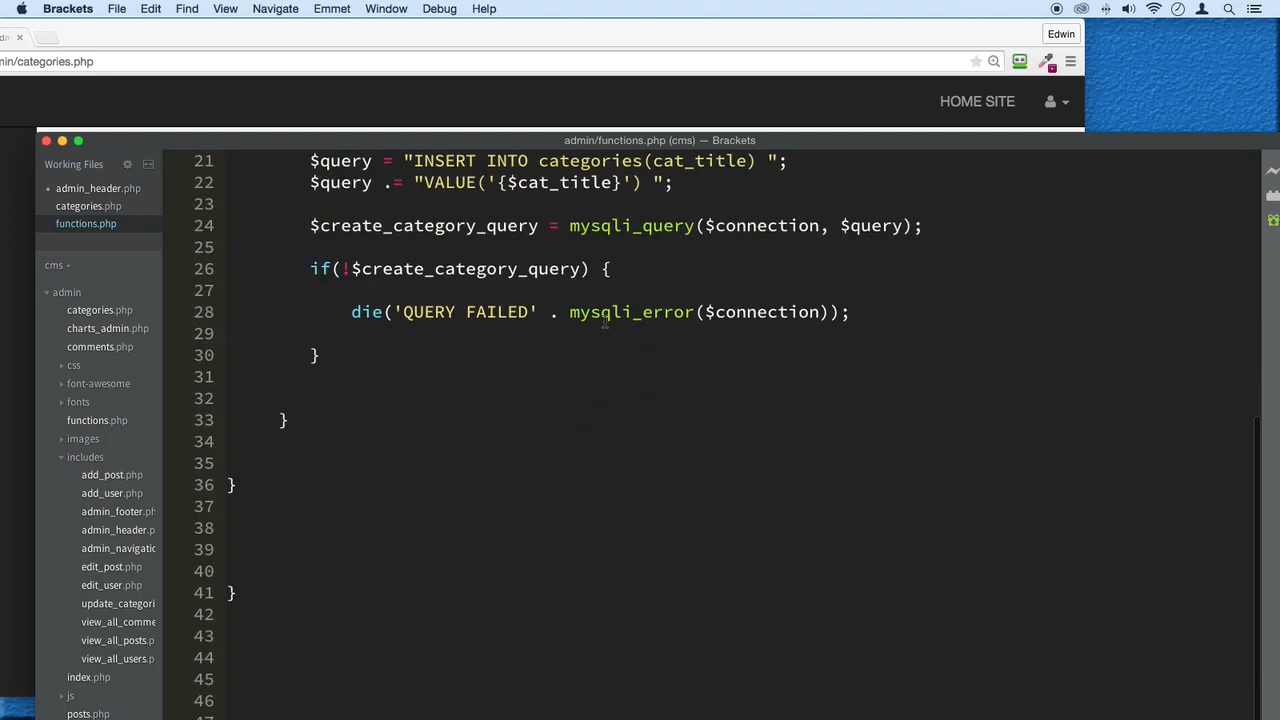 Brackets File Edit Find View Navigate Emmet Window Debug Help
Edwin
min/categories.php
HOME SITE
admin/functions.php (cms) — Brackets
Working Files
admin_header.php
categories.php
functions.php
cms
admin
categories.php
charts_admin.php
comments.php
css
font-awesome
fonts
functions.php
images
includes
add_post.php
add_user.php
admin_footer.ph
admin_header.p
admin_navigatio
edit_post.php
edit_user.php
update_categori
view_all_comme
view_all_posts.p
view_all_users.p
index.php
js
posts.php
21 $query = "INSERT INTO categories(cat_title) ";
22 $query .= "VALUE('{$cat_title}') ";
23
24 $create_category_query = mysqli_query($connection, $query);
25
26 if(!$create_category_query) {
27
28 die('QUERY FAILED' . mysqli_error($connection));
29
30 }
31
32
33 }
34
35
36 }
37
38
39
40
41 }
42
43
44
45
46